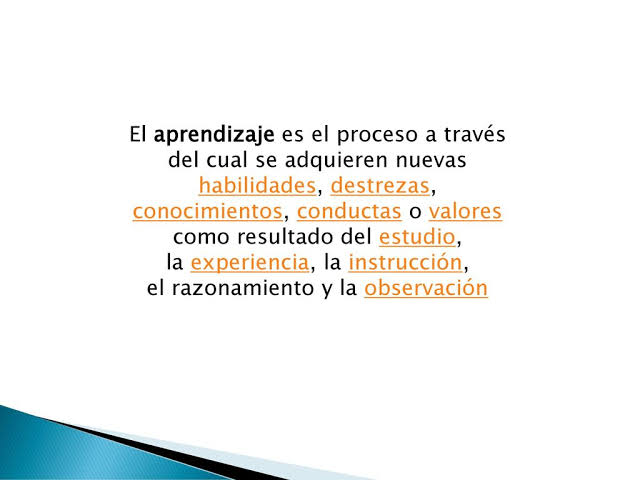 El aprendizaje es el proceso a través
del cual se adquieren nuevas
habilidades, destrezas,
conocimientos, conductas o valores
como resultado del estudio,
la experiencia, la instrucción,
el razonamiento y la observación